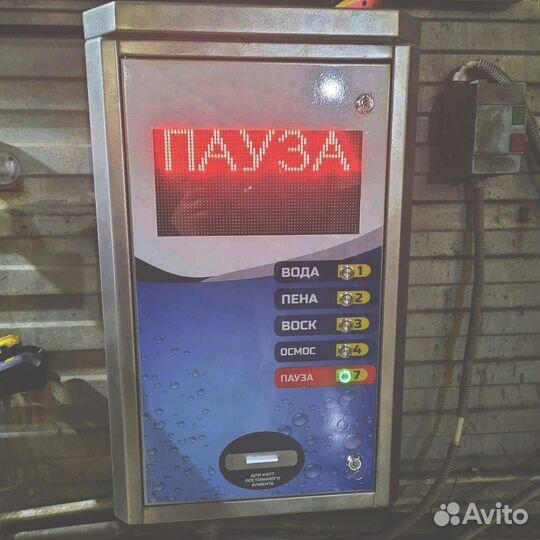 ПАУЗА
ВОДА 1
ПЕНА 2
ВОСК 3
ОСМОС 4
ПАУЗА 7
ДЛЯ КАРТ
ПОСТОЯННОГО
КЛИЕНТА
Avito